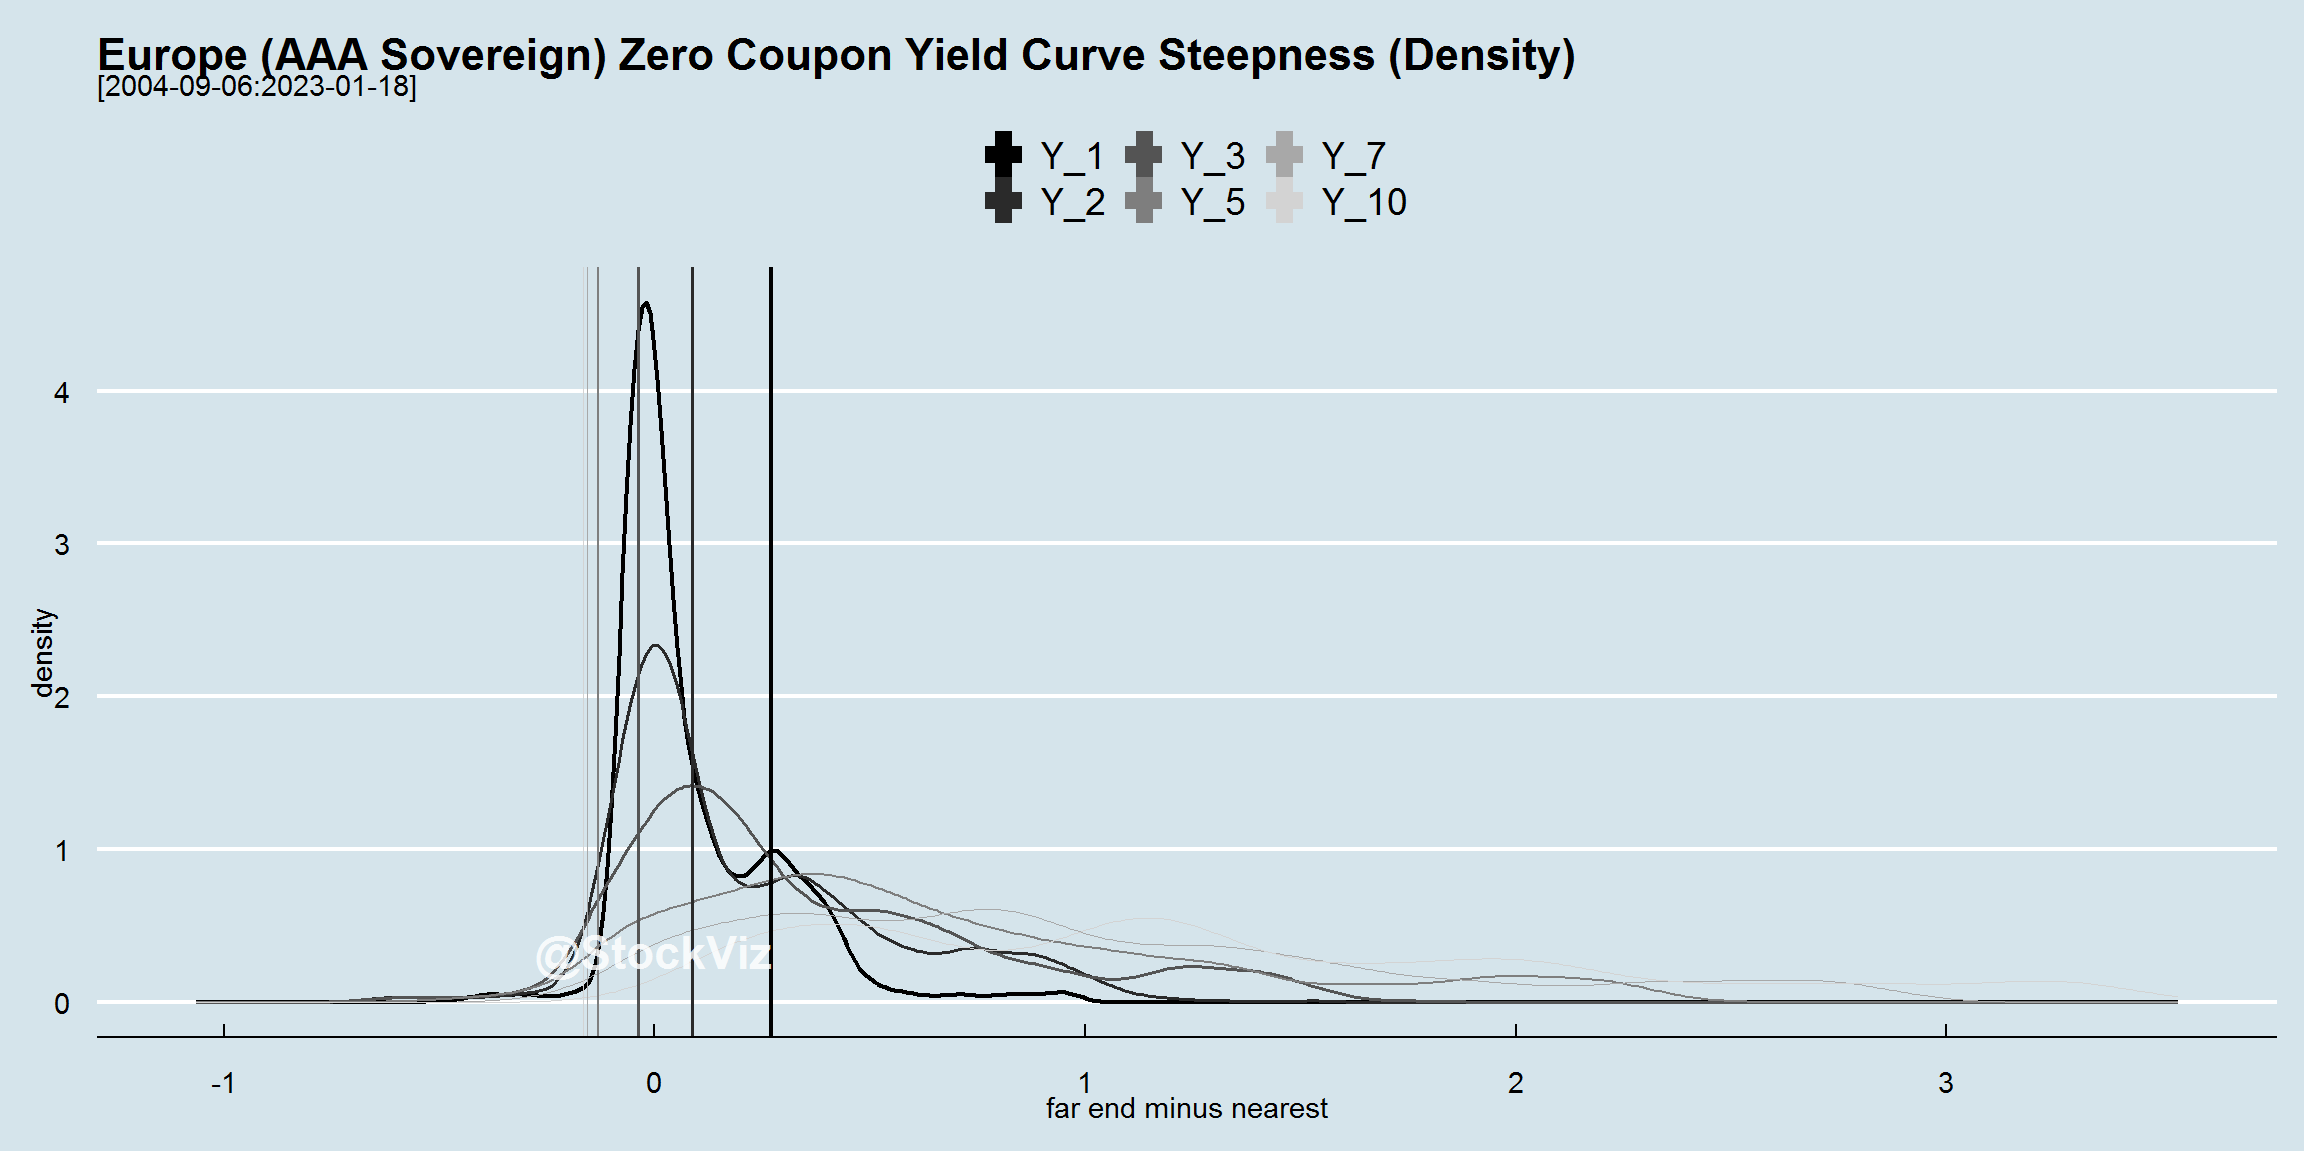 Europe (AAA Sovereign) Zero Coupon Yield Curve Steepness (Density)
[2004-09-06:2023-01-18]
Y_1 Y_3 Y_7
Y_2 Y_5 Y_10
4
3
density
2
1
@StockViz
0
-1 0 1 2 3
far end minus nearest